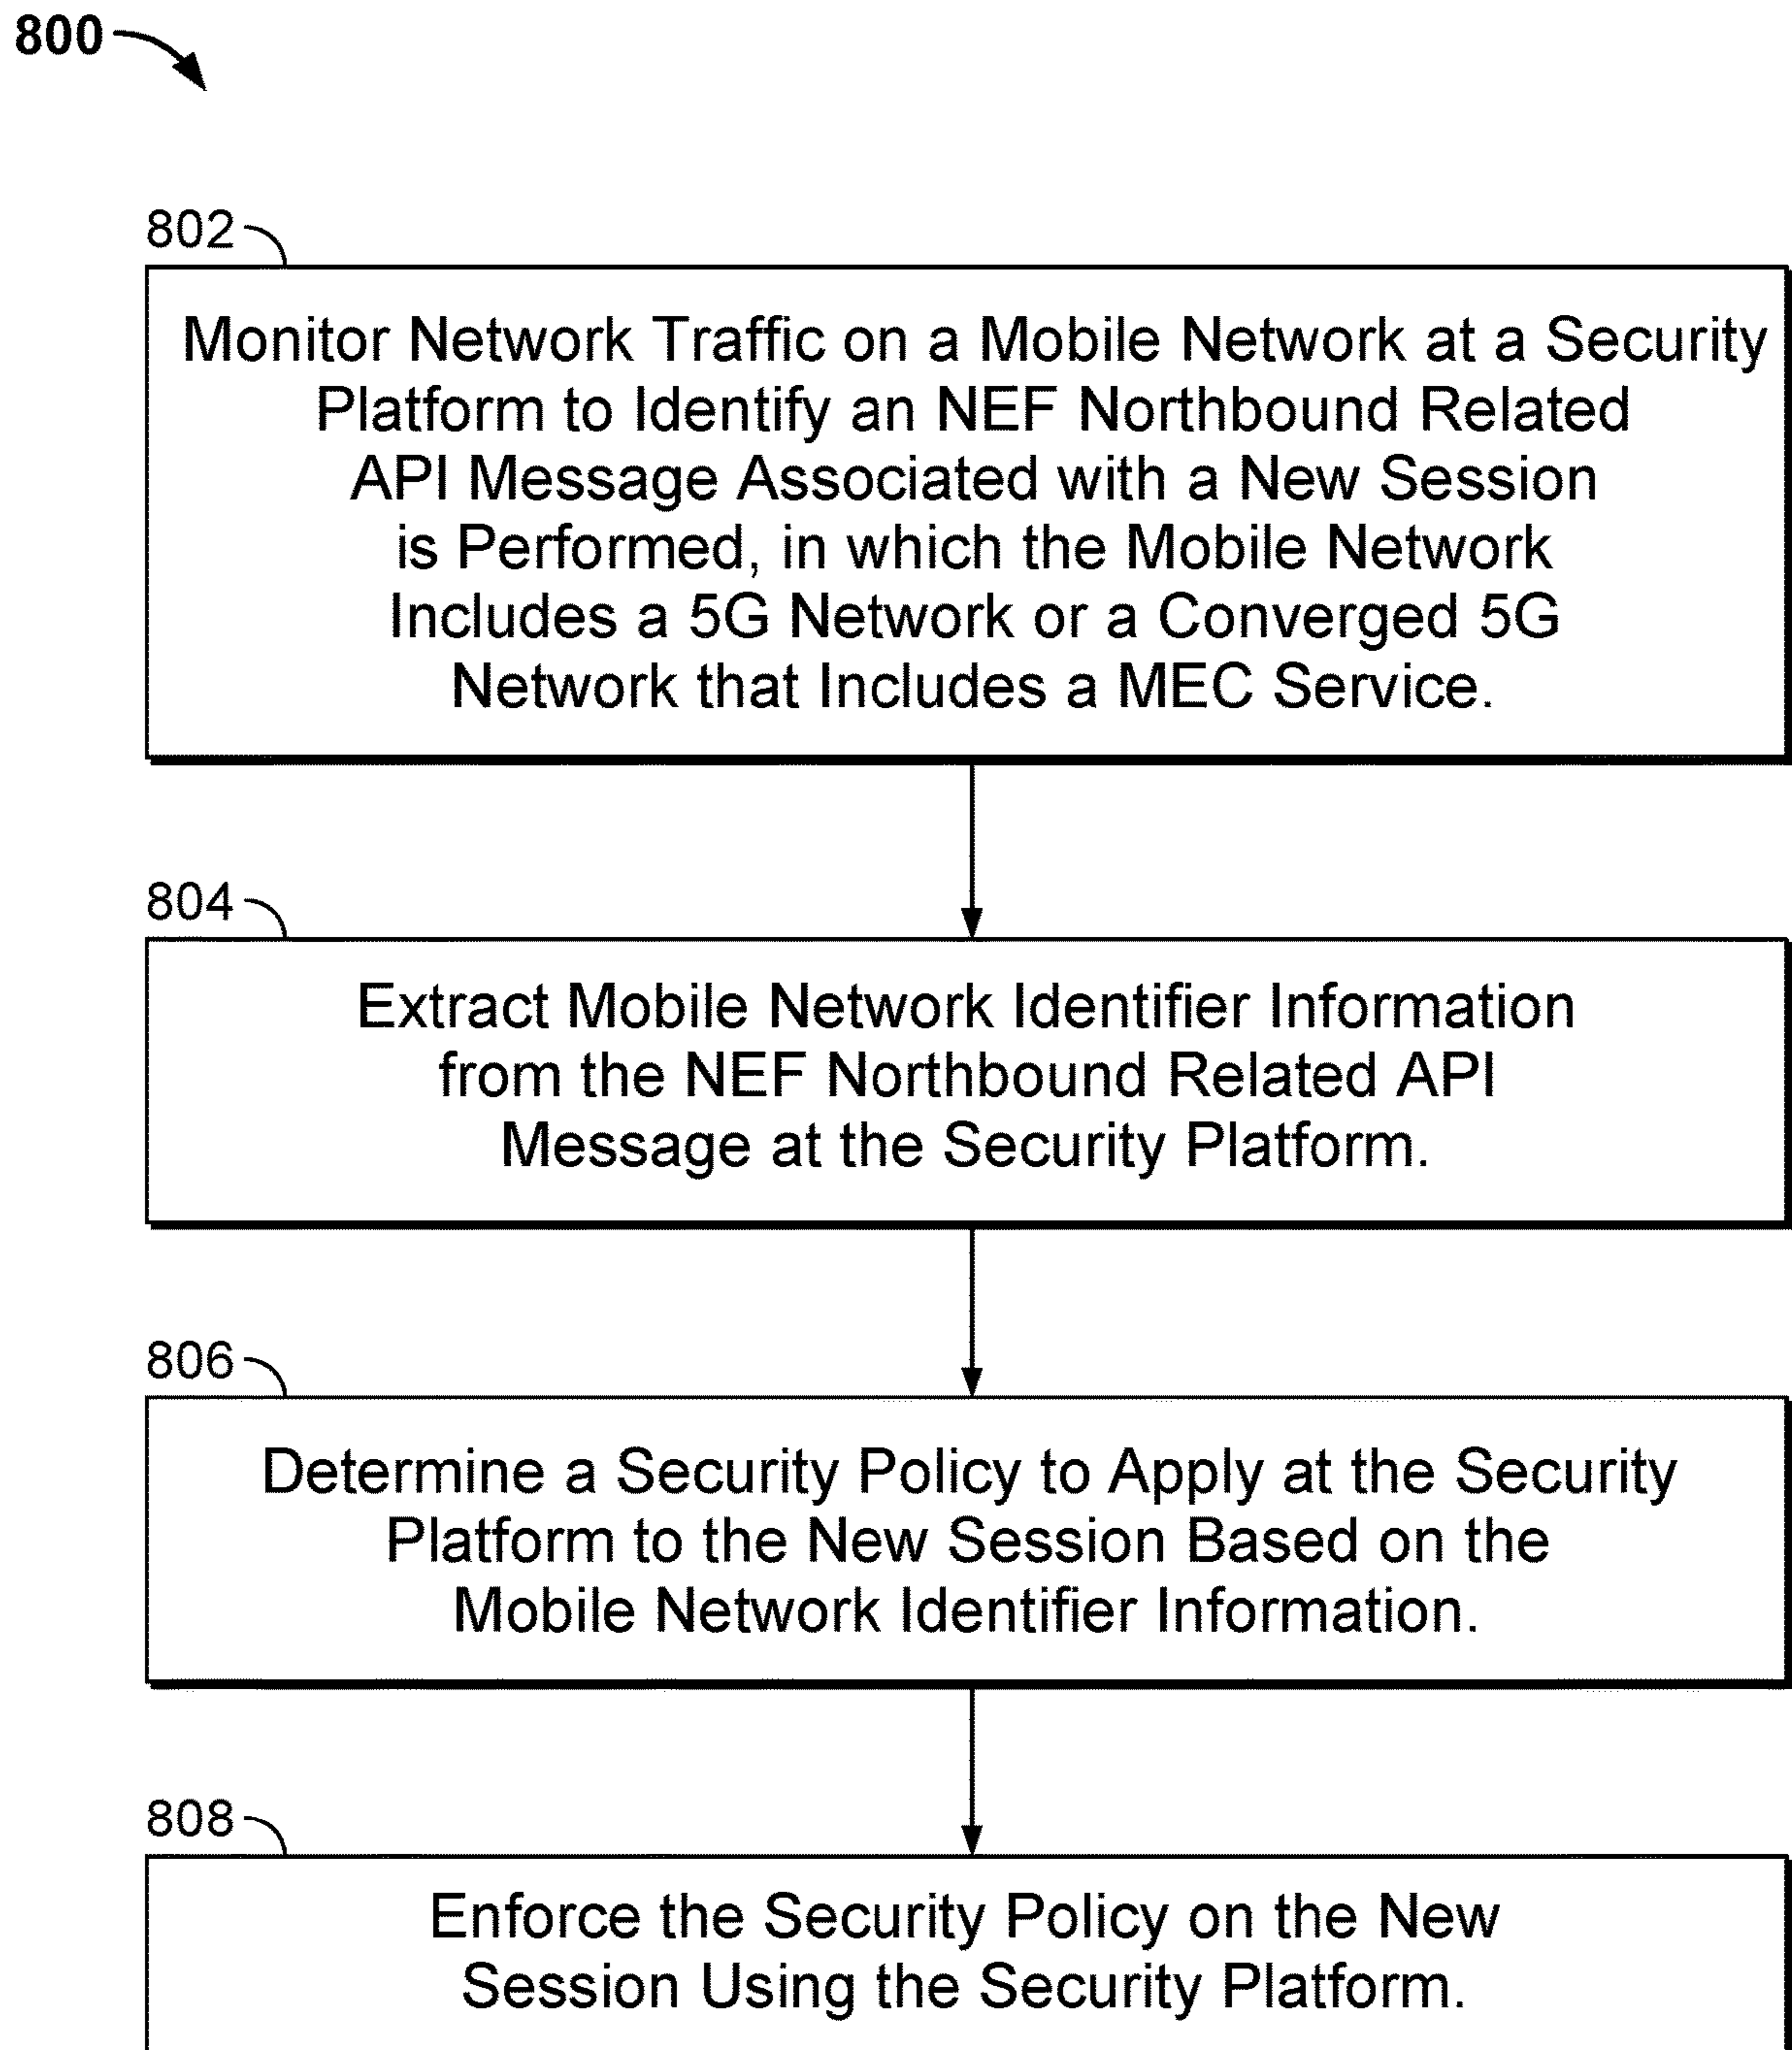 800
802
Monitor Network Traffic on a Mobile Network at a Security
Platform to Identify an NEF Northbound Related
API Message Associated with a New Session
is Performed, in which the Mobile Network
Includes a 5G Network or a Converged 5G
Network that Includes a MEC Service.
804
Extract Mobile Network Identifier Information
from the NEF Northbound Related API
Message at the Security Platform.
806
Determine a Security Policy to Apply at the Security
Platform to the New Session Based on the
Mobile Network Identifier Information.
808
Enforce the Security Policy on the New
Session Using the Security Platform.